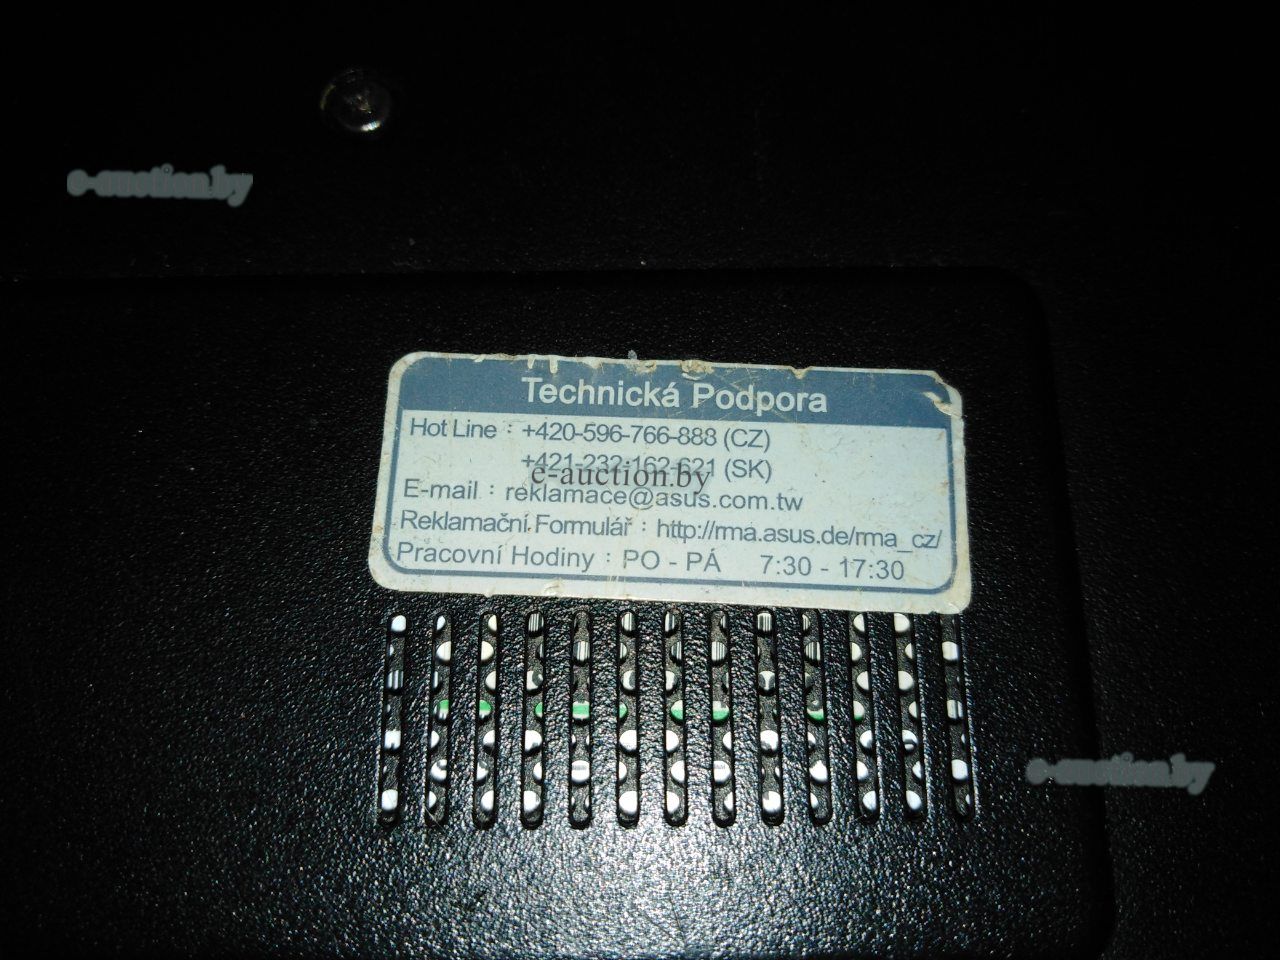 e-auction.by
Technická Podpora
Hot Line : +420-596-766-888 (CZ)
+421-232-162-621 (SK)
e-auction.by
E-mail : reklamace@asus.com.tw
Reklamační Formulář : http://rma.asus.de/rma_cz/
Pracovní Hodiny : PO - PÁ 7:30 - 17:30
e-auction.by